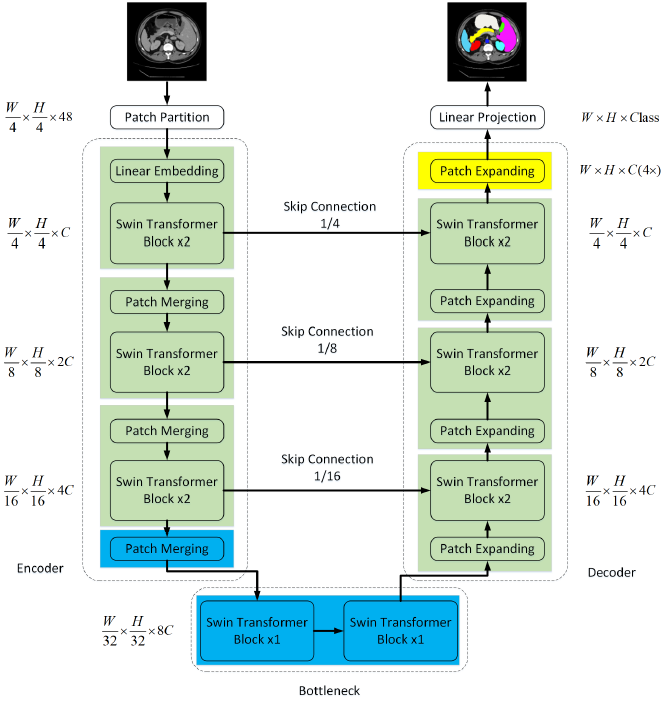 W/4 × H/4 × 48
Patch Partition
Linear Projection
W × H × Class
Linear Embedding
Patch Expanding
W × H × C(4×)
W/4 × H/4 × C
Swin Transformer
Block x2
Skip Connection
1/4
Swin Transformer
Block x2
W/4 × H/4 × C
Patch Merging
Patch Expanding
W/8 × H/8 × 2C
Swin Transformer
Block x2
Skip Connection
1/8
Swin Transformer
Block x2
W/8 × H/8 × 2C
Patch Merging
Patch Expanding
W/16 × H/16 × 4C
Swin Transformer
Block x2
Skip Connection
1/16
Swin Transformer
Block x2
W/16 × H/16 × 4C
Patch Merging
Patch Expanding
Encoder
Decoder
W/32 × H/32 × 8C
Swin Transformer
Block x1
Swin Transformer
Block x1
Bottleneck